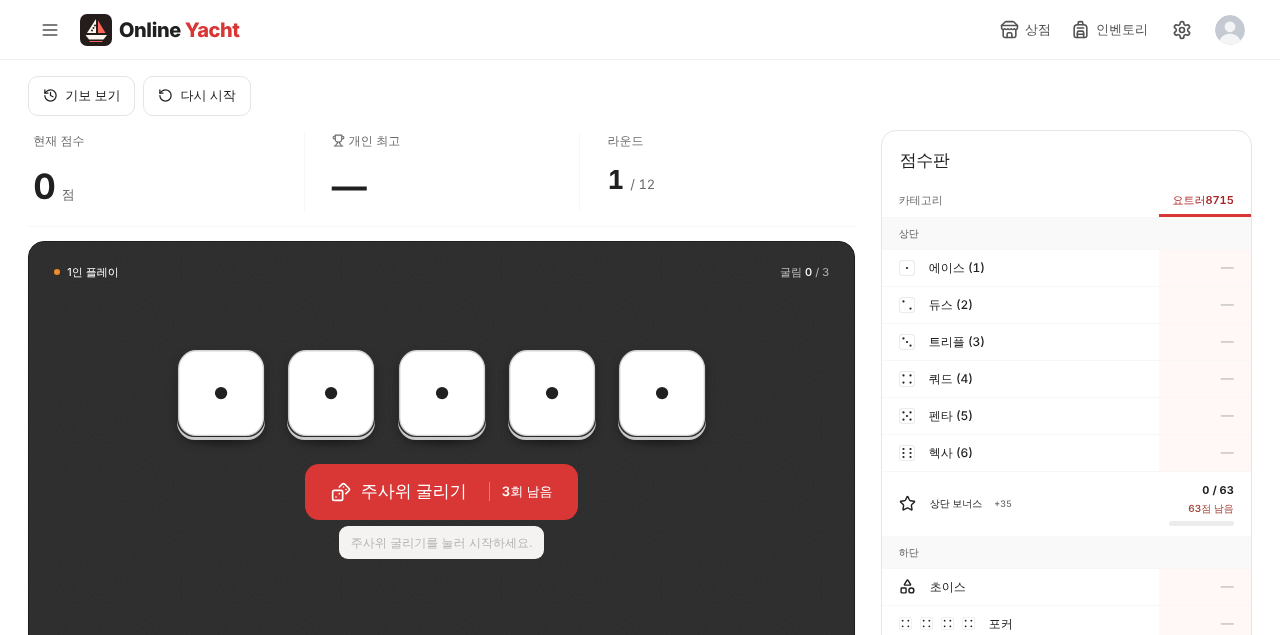 Online Yacht
상점
인벤토리
기보 보기
다시 시작
현재 점수
0 점
개인 최고
—
라운드
1 / 12
1인 플레이
굴림 0 / 3
주사위 굴리기
3회 남음
주사위 굴리기를 눌러 시작하세요.
점수판
카테고리
요트러8715
상단
에이스 (1)
—
듀스 (2)
—
트리플 (3)
—
쿼드 (4)
—
펜타 (5)
—
헥사 (6)
—
상단 보너스 +35
0 / 63
63점 남음
하단
초이스
—
포커
—